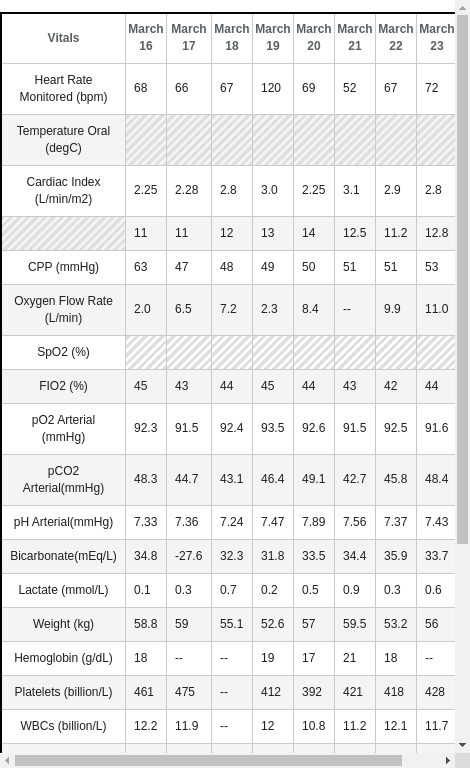 Vitals March 16 March 17 March 18 March 19 March 20 March 21 March 22 March 23
Heart Rate Monitored (bpm) 68 66 67 120 69 52 67 72
Temperature Oral (degC)
Cardiac Index (L/min/m2) 2.25 2.28 2.8 3.0 2.25 3.1 2.9 2.8
11 11 12 13 14 12.5 11.2 12.8
CPP (mmHg) 63 47 48 49 50 51 51 53
Oxygen Flow Rate (L/min) 2.0 6.5 7.2 2.3 8.4 -- 9.9 11.0
SpO2 (%)
FIO2 (%) 45 43 44 45 44 43 42 44
pO2 Arterial (mmHg) 92.3 91.5 92.4 93.5 92.6 91.5 92.5 91.6
pCO2 Arterial(mmHg) 48.3 44.7 43.1 46.4 49.1 42.7 45.8 48.4
pH Arterial(mmHg) 7.33 7.36 7.24 7.47 7.89 7.56 7.37 7.43
Bicarbonate(mEq/L) 34.8 -27.6 32.3 31.8 33.5 34.4 35.9 33.7
Lactate (mmol/L) 0.1 0.3 0.7 0.2 0.5 0.9 0.3 0.6
Weight (kg) 58.8 59 55.1 52.6 57 59.5 53.2 56
Hemoglobin (g/dL) 18 -- -- 19 17 21 18 --
Platelets (billion/L) 461 475 -- 412 392 421 418 428
WBCs (billion/L) 12.2 11.9 -- 12 10.8 11.2 12.1 11.7